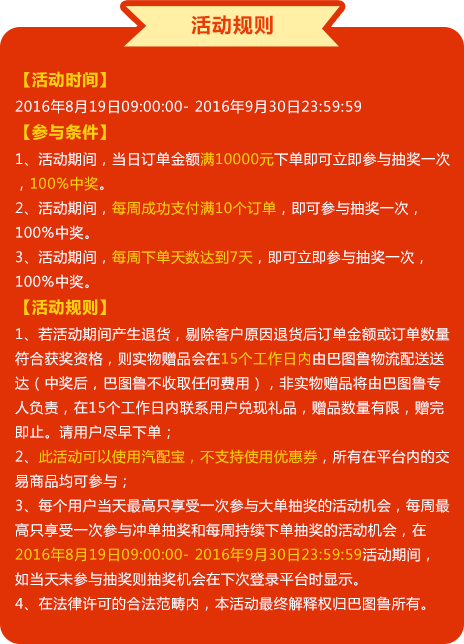 活动规则
【活动时间】
2016年8月19日09:00:00- 2016年9月30日23:59:59
【参与条件】
1、活动期间，当日订单金额满10000元下单即可立即参与抽奖一次
，100%中奖。
2、活动期间，每周成功支付满10个订单，即可参与抽奖一次，
100%中奖。
3、活动期间，每周下单天数达到7天，即可立即参与抽奖一次，
100%中奖。
【活动规则】
1、若活动期间产生退货，剔除客户原因退货后订单金额或订单数量
符合获奖资格，则实物赠品会在15个工作日内由巴图鲁物流配送送
达（中奖后，巴图鲁不收取任何费用），非实物赠品将由巴图鲁专
人负责，在15个工作日内联系用户兑现礼品，赠品数量有限，赠完
即止。请用户尽早下单；
2、此活动可以使用汽配宝，不支持使用优惠券，所有在平台内的交
易商品均可参与；
3、每个用户当天最高只享受一次参与大单抽奖的活动机会，每周最
高只享受一次参与冲单抽奖和每周持续下单抽奖的活动机会，在
2016年8月19日09:00:00- 2016年9月30日23:59:59活动期间，
如当天未参与抽奖则抽奖机会在下次登录平台时显示。
4、在法律许可的合法范畴内，本活动最终解释权归巴图鲁所有。